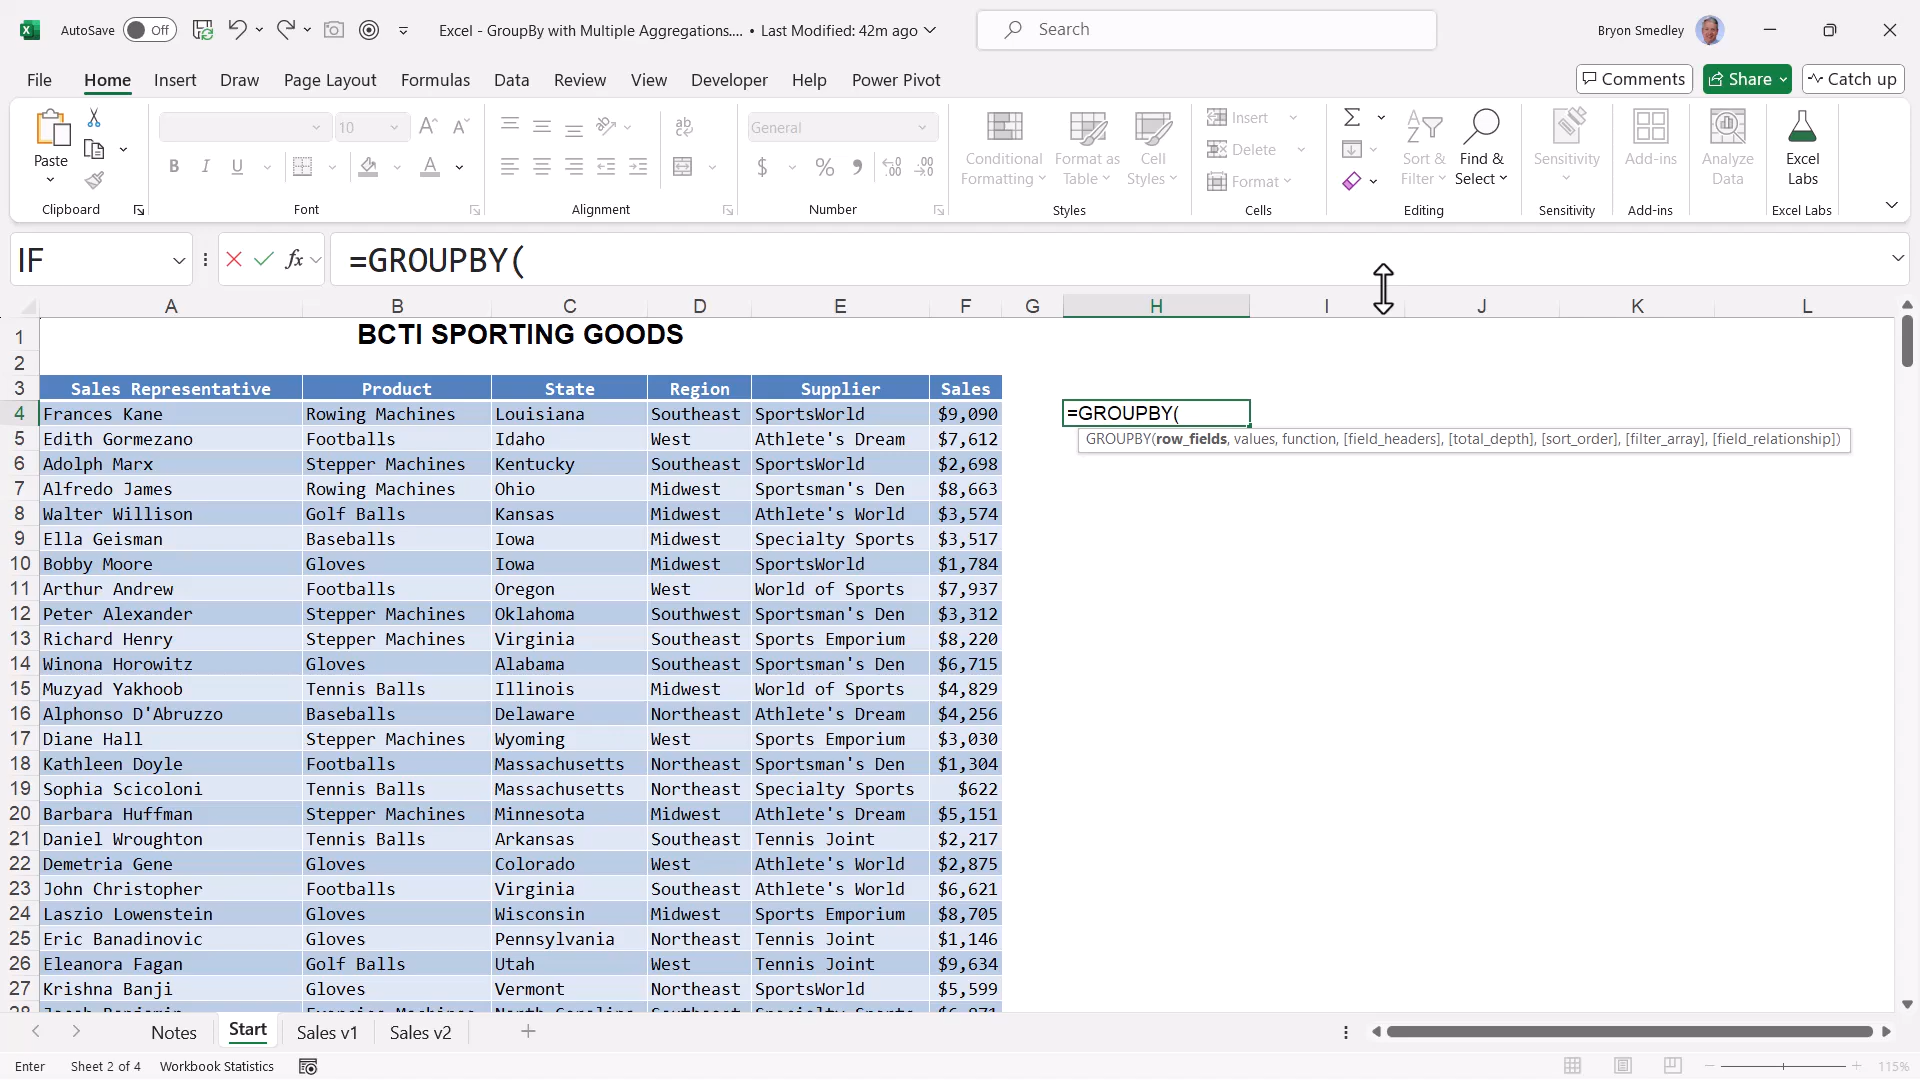 AutoSave Off Excel - GroupBy with Multiple Aggregations.... • Last Modified: 42m ago Search Bryon Smedley
File Home Insert Draw Page Layout Formulas Data Review View Developer Help Power Pivot Comments Share Catch up
Paste
Clipboard
10
B I U A
Font
Alignment
General
$ % 9
Number
Conditional Formatting
Format as Table
Cell Styles
Styles
Insert
Delete
Format
Cells
Sort & Filter
Find & Select
Editing
Sensitivity
Sensitivity
Add-ins
Add-ins
Analyze Data
Excel Labs
Excel Labs
IF fx =GROUPBY(
A B C D E F G H I J K L
1 BCTI SPORTING GOODS
2
3 Sales Representative Product State Region Supplier Sales
4 Frances Kane Rowing Machines Louisiana Southeast SportsWorld $9,090 =GROUPBY(
GROUPBY(row_fields, values, function, [field_headers], [total_depth], [sort_order], [filter_array], [field_relationship])
5 Edith Gormezano Footballs Idaho West Athlete's Dream $7,612
6 Adolph Marx Stepper Machines Kentucky Southeast SportsWorld $2,698
7 Alfredo James Rowing Machines Ohio Midwest Sportsman's Den $8,663
8 Walter Willison Golf Balls Kansas Midwest Athlete's World $3,574
9 Ella Geisman Baseballs Iowa Midwest Specialty Sports $3,517
10 Bobby Moore Gloves Iowa Midwest SportsWorld $1,784
11 Arthur Andrew Footballs Oregon West World of Sports $7,937
12 Peter Alexander Stepper Machines Oklahoma Southwest Sportsman's Den $3,312
13 Richard Henry Stepper Machines Virginia Southeast Sports Emporium $8,220
14 Winona Horowitz Gloves Alabama Southeast Sportsman's Den $6,715
15 Muzyad Yakhoob Tennis Balls Illinois Midwest World of Sports $4,829
16 Alphonso D'Abruzzo Baseballs Delaware Northeast Athlete's Dream $4,256
17 Diane Hall Stepper Machines Wyoming West Sports Emporium $3,030
18 Kathleen Doyle Footballs Massachusetts Northeast Sportsman's Den $1,304
19 Sophia Scicoloni Tennis Balls Massachusetts Northeast Specialty Sports $622
20 Barbara Huffman Stepper Machines Minnesota Midwest Athlete's Dream $5,151
21 Daniel Wroughton Tennis Balls Arkansas Southeast Tennis Joint $2,217
22 Demetria Gene Gloves Colorado West Athlete's World $2,875
23 John Christopher Footballs Virginia Southeast Athlete's World $6,621
24 Laszio Lowenstein Gloves Wisconsin Midwest Sports Emporium $8,705
25 Eric Banadinovic Gloves Pennsylvania Northeast Tennis Joint $1,146
26 Eleanora Fagan Golf Balls Utah West Tennis Joint $9,634
27 Krishna Banji Gloves Vermont Northeast SportsWorld $5,599
Notes Start Sales v1 Sales v2
Enter Sheet 2 of 4 Workbook Statistics 115%